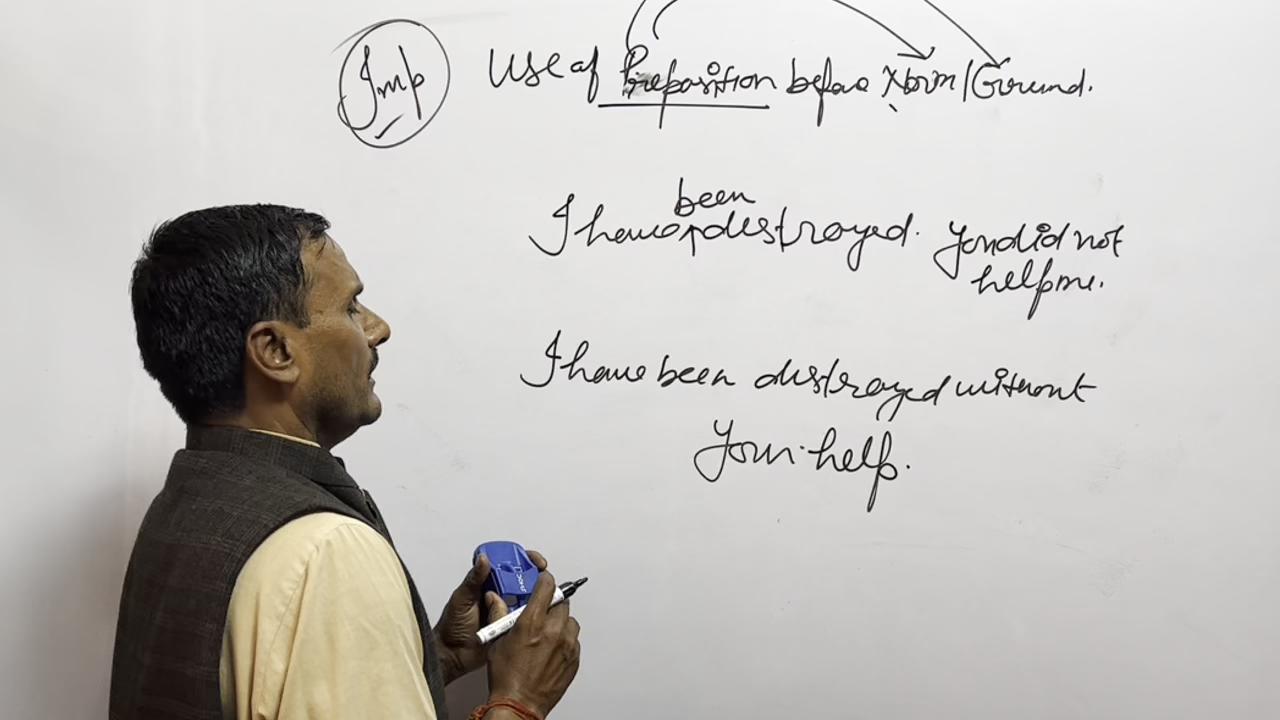 Imp
Use of Preposition before Noun/Gerund.
been
I have destroyed. You did not
help me.
I have been destroyed without
your help.